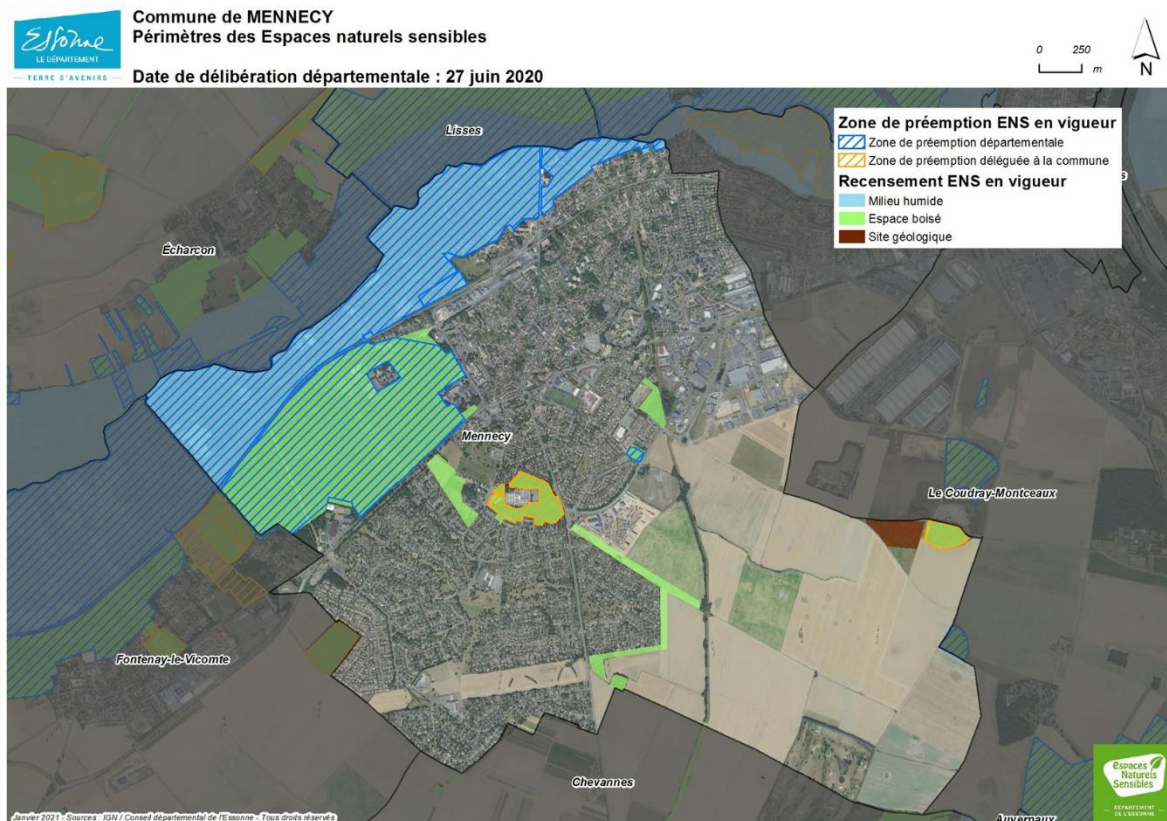 Essonne
LE DÉPARTEMENT
TERRE D'AVENIRS
Commune de MENNECY
Périmètres des Espaces naturels sensibles
Date de délibération départementale : 27 juin 2020
0 250
m
N
Zone de préemption ENS en vigueur
Zone de préemption départementale
Zone de préemption déléguée à la commune
Recensement ENS en vigueur
Milieu humide
Espace boisé
Site géologique
Lisses
s
Écharcon
Mennecy
Le Coudray-Montceaux
Fontenay-le-Vicomte
Chevannes
Auvernaux
Espaces
Naturels
Sensibles
DÉPARTEMENT
DE L'ESSONNE
Janvier 2021 - Sources : IGN / Conseil départemental de l'Essonne - Tous droits réservés